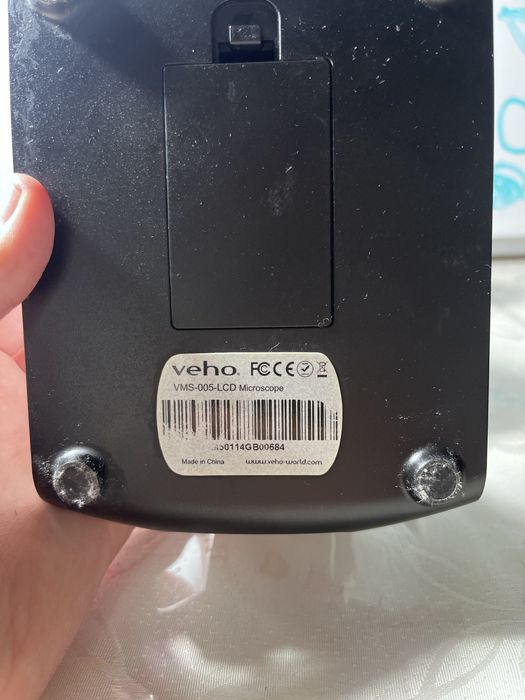 veho. FC CE
VMS-005-LCD Microscope
Made in China www.veho-world.com